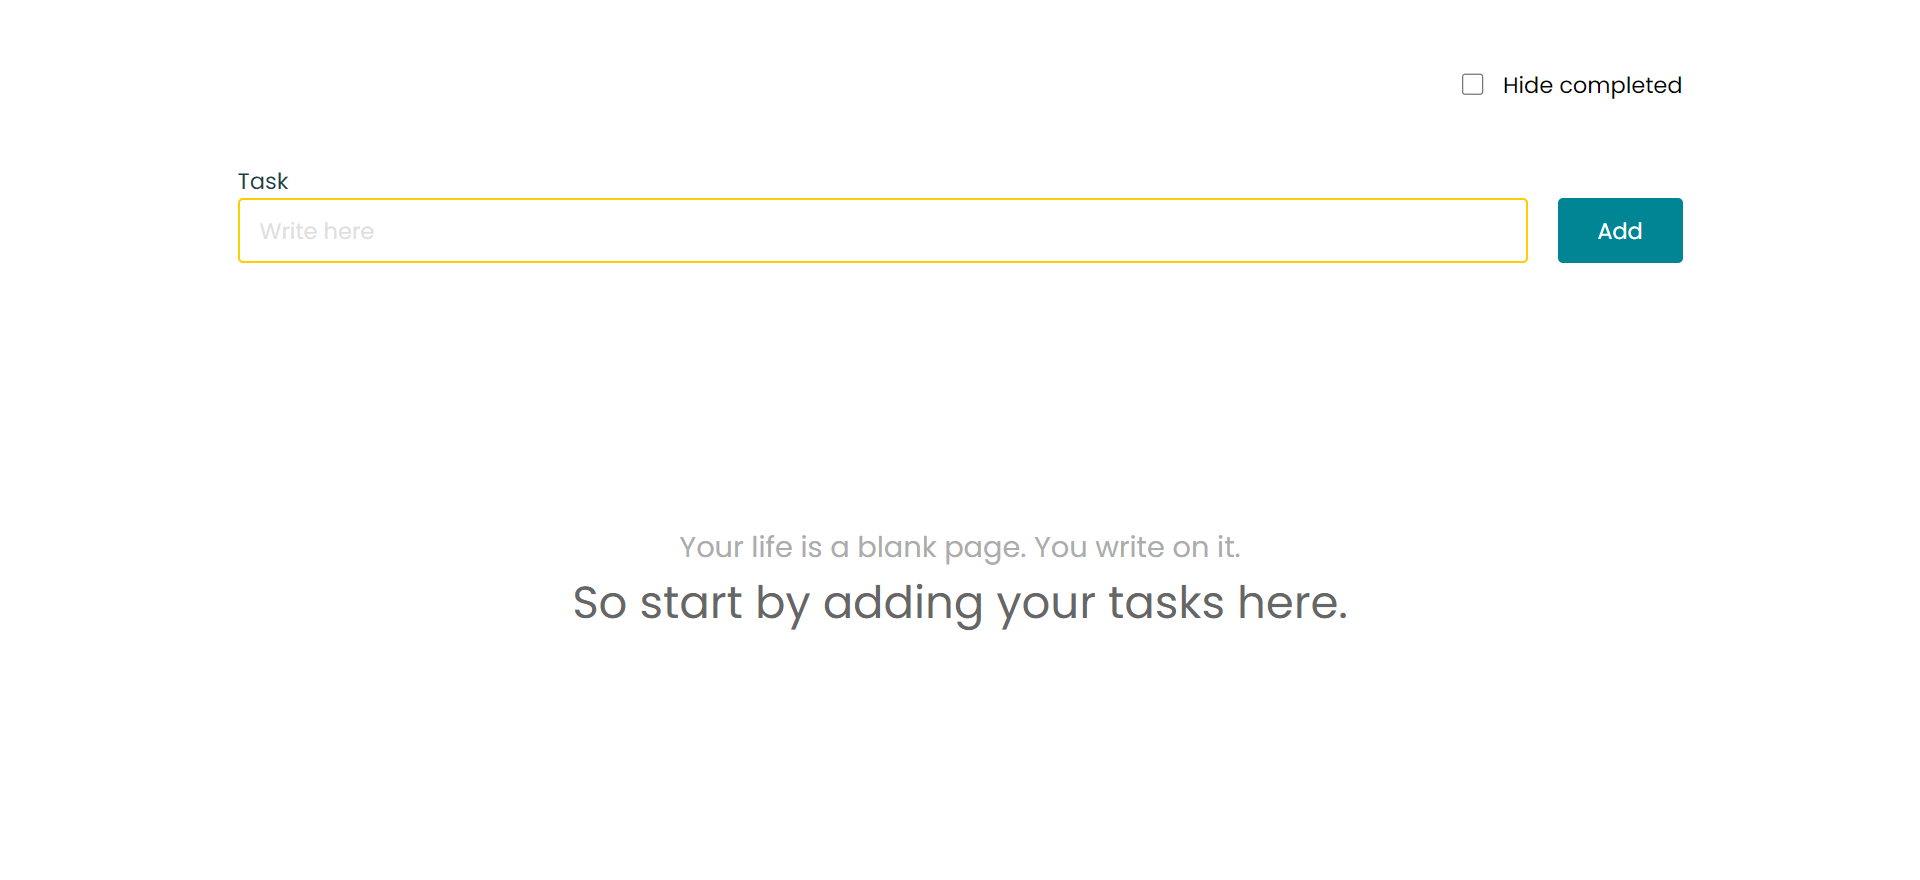 Hide completed
Task
Write here
Add
Your life is a blank page. You write on it.
So start by adding your tasks here.